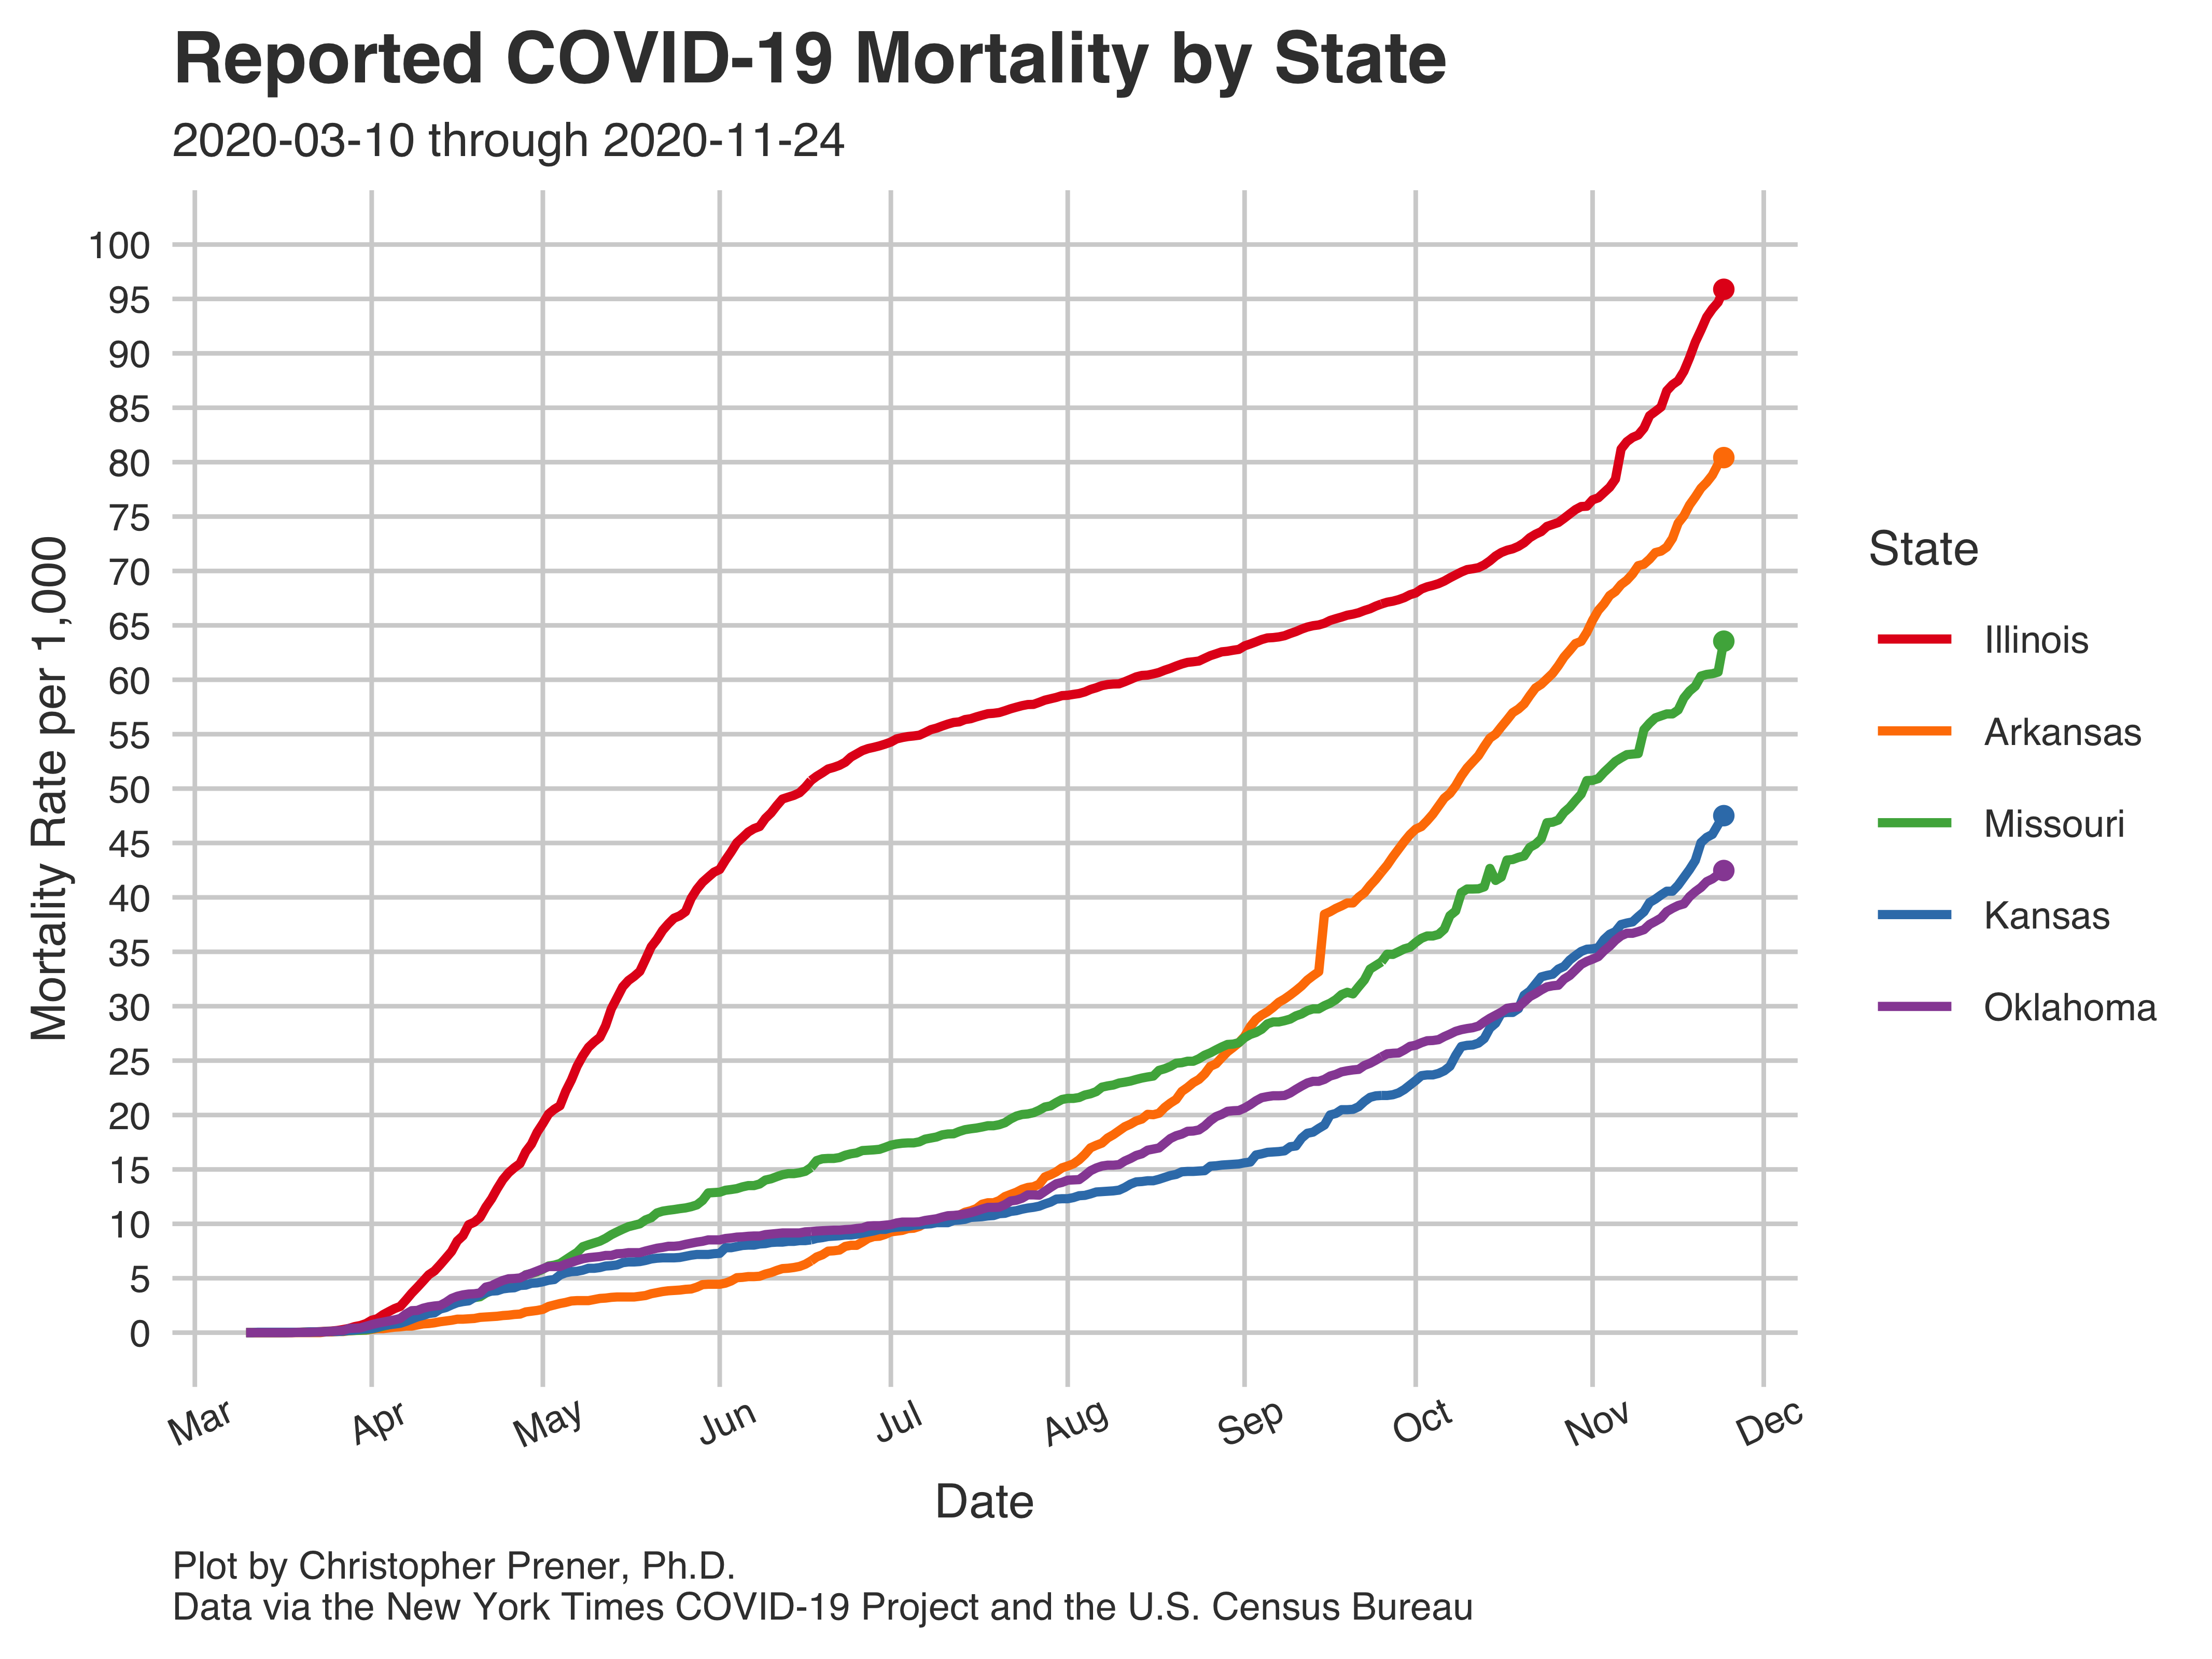 Reported COVID-19 Mortality by State
2020-03-10 through 2020-11-24
Mortality Rate per 1,000
100
95
90
85
80
75
70
65
60
55
50
45
40
35
30
25
20
15
10
5
0
Mar
Apr
May
Jun
Jul
Aug
Sep
Oct
Nov
Dec
Date
State
Illinois
Arkansas
Missouri
Kansas
Oklahoma
Plot by Christopher Prener, Ph.D.
Data via the New York Times COVID-19 Project and the U.S. Census Bureau